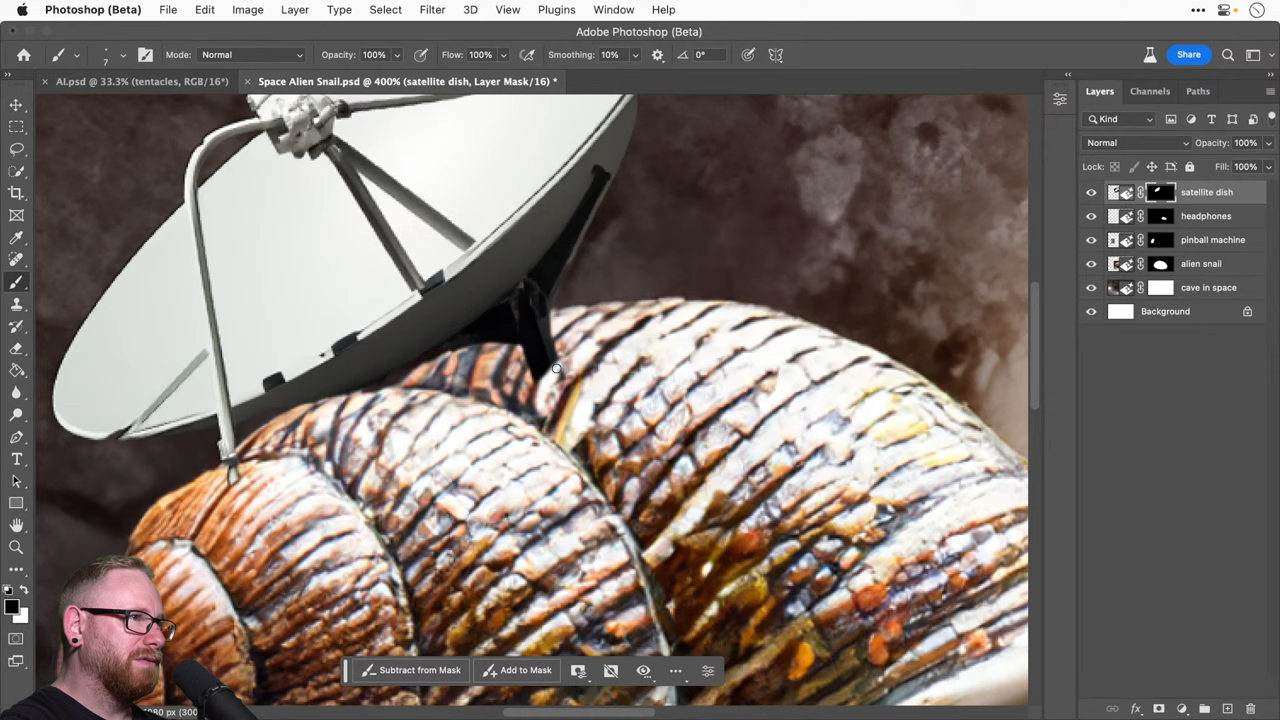 Photoshop (Beta) File Edit Image Layer Type Select Filter 3D View Plugins Window Help
Adobe Photoshop (Beta)
7 Mode: Normal Opacity: 100% Flow: 100% Smoothing: 10% 0° Share
AI.psd @ 33.3% (tentacles, RGB/16*) Space Alien Snail.psd @ 400% (satellite dish, Layer Mask/16) *
Layers Channels Paths
Kind
Normal Opacity: 100%
Lock: Fill: 100%
satellite dish
headphones
pinball machine
alien snail
cave in space
Background
Subtract from Mask Add to Mask